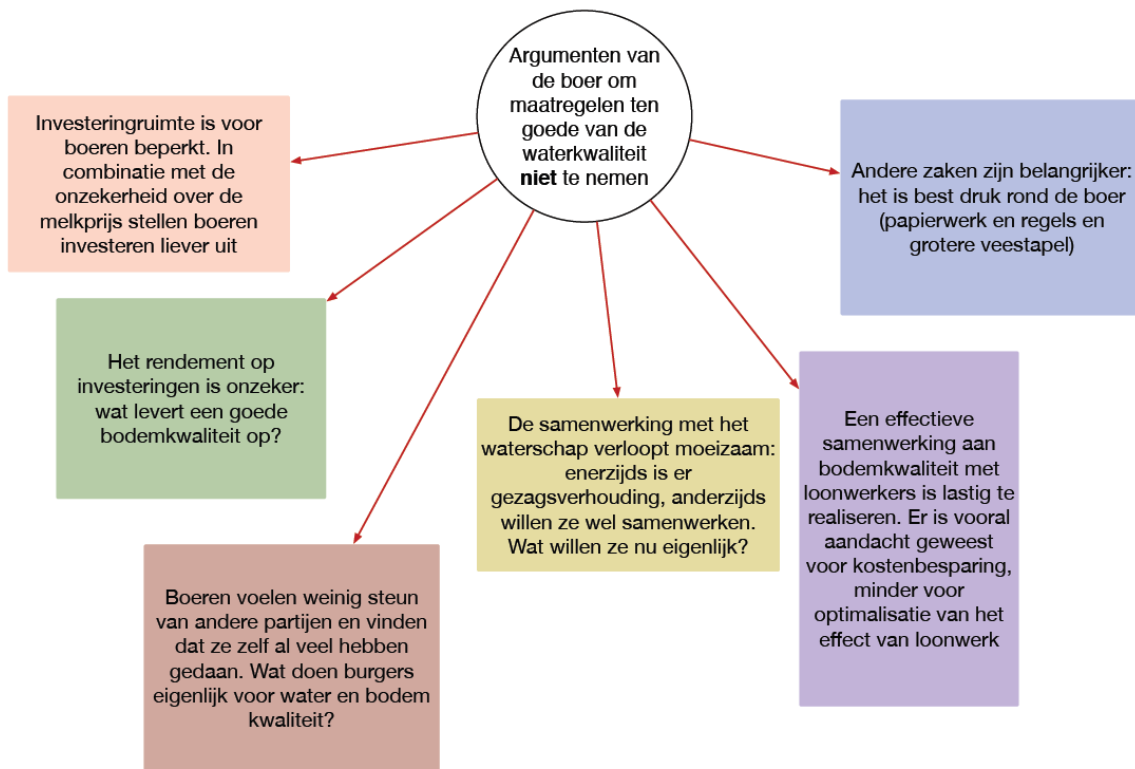 Argumenten van
de boer om
maatregelen ten
goede van de
waterkwaliteit
niet te nemen
Investeringruimte is voor
boeren beperkt. In
combinatie met de
onzekerheid over de
melkprijs stellen boeren
investeren liever uit
Andere zaken zijn belangrijker:
het is best druk rond de boer
(papierwerk en regels en
grotere veestapel)
Het rendement op
investeringen is onzeker:
wat levert een goede
bodemkwaliteit op?
De samenwerking met het
waterschap verloopt moeizaam:
enerzijds is er
gezagsverhouding, anderzijds
willen ze wel samenwerken.
Wat willen ze nu eigenlijk?
Een effectieve
samenwerking aan
bodemkwaliteit met
loonwerkers is lastig te
realiseren. Er is vooral
aandacht geweest
voor kostenbesparing,
minder voor
optimalisatie van het
effect van loonwerk
Boeren voelen weinig steun
van andere partijen en vinden
dat ze zelf al veel hebben
gedaan. Wat doen burgers
eigenlijk voor water en bodem
kwaliteit?